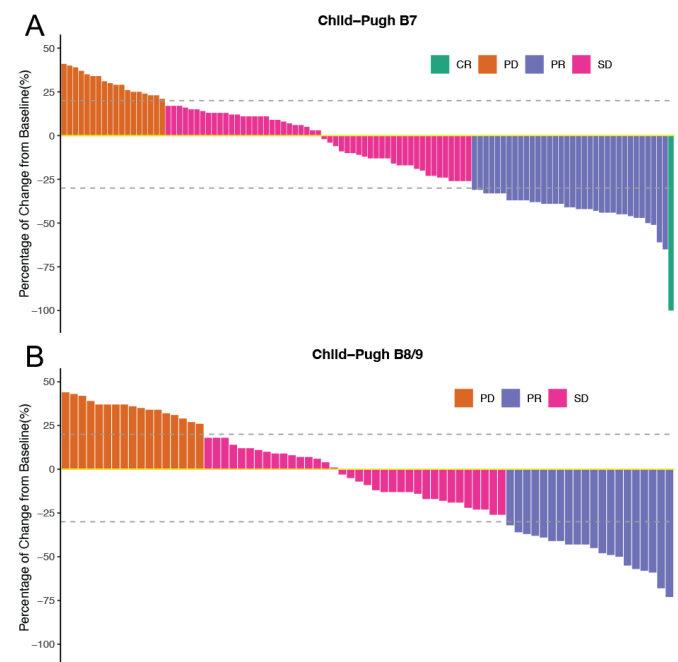 A
Child-Pugh B7
CR PD PR SD
Percentage of Change from Baseline(%)
50
25
0
-25
-50
-75
-100
B
Child-Pugh B8/9
PD PR SD
Percentage of Change from Baseline(%)
50
25
0
-25
-50
-75
-100